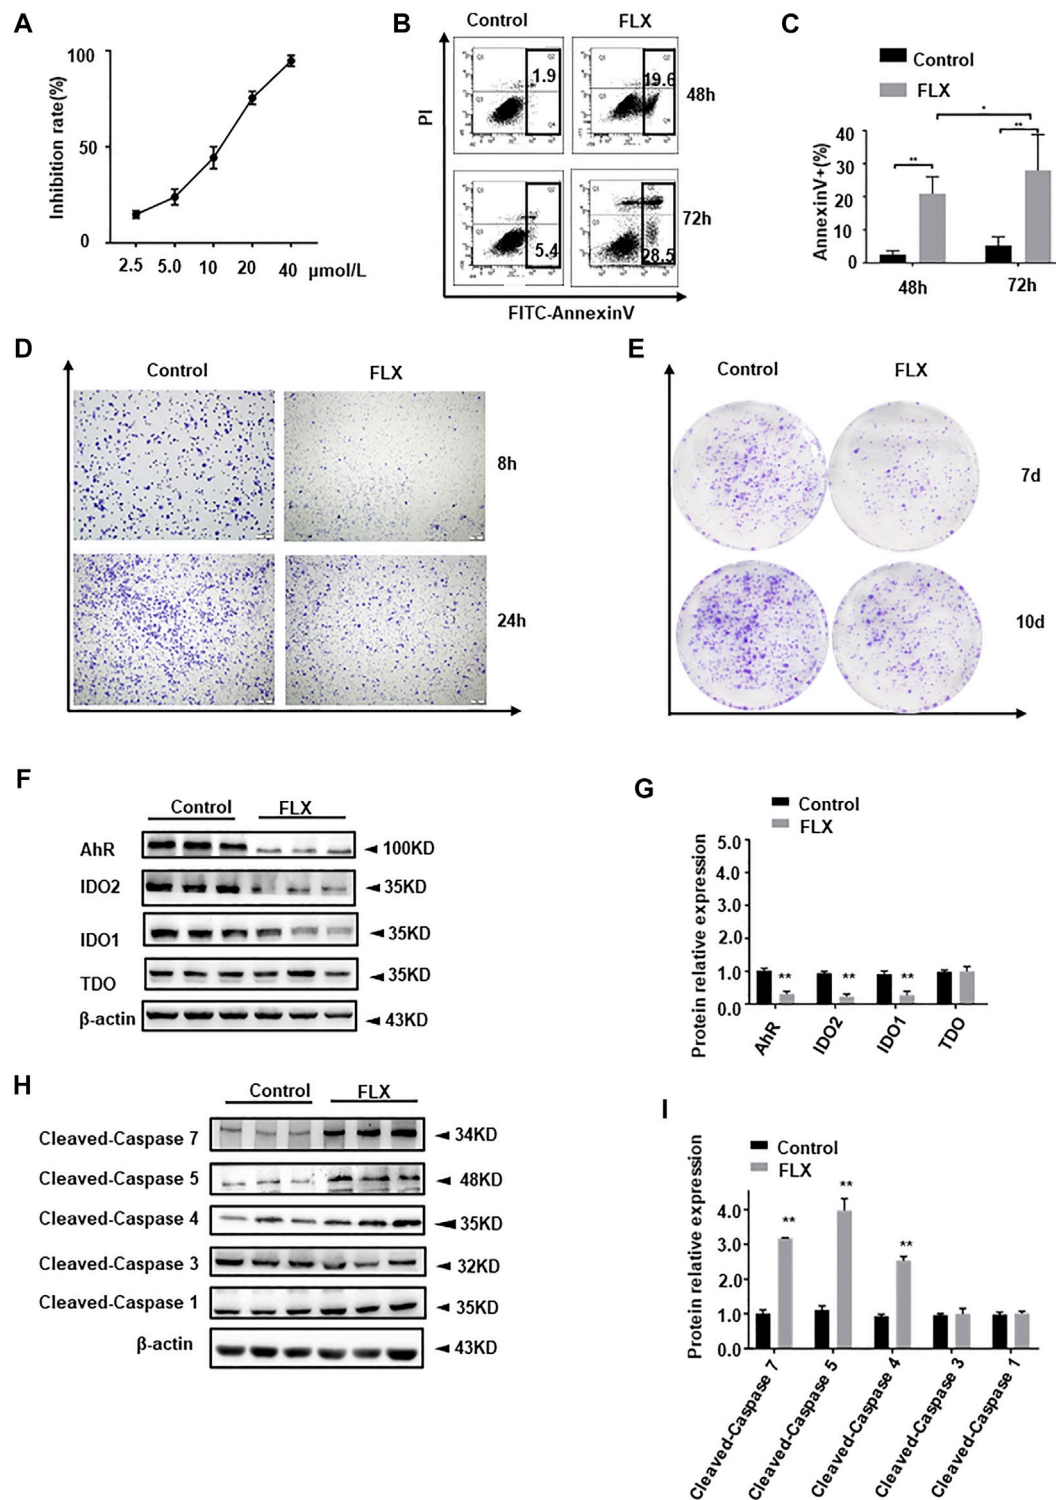 A
100
50
0
Inhibition rate(%)
2.5 5.0 10 20 40 μmol/L
B
Control FLX
PI
Q1 Q2
Q3 Q4
1.9
19.6
48h
5.4
28.5
72h
FITC-AnnexinV
C
Control
FLX
*
**
**
AnnexinV+(%)
40
30
20
10
0
48h 72h
D
Control FLX
8h
24h
E
Control FLX
7d
10d
F
Control FLX
AhR 100KD
IDO2 35KD
IDO1 35KD
TDO 35KD
β-actin 43KD
G
Control
FLX
Protein relative expression
5.0
4.0
3.0
2.0
1.0
0.0
** ** **
AhR IDO2 IDO1 TDO
H
Control FLX
Cleaved-Caspase 7 34KD
Cleaved-Caspase 5 48KD
Cleaved-Caspase 4 35KD
Cleaved-Caspase 3 32KD
Cleaved-Caspase 1 35KD
β-actin 43KD
I
Control
FLX
Protein relative expression
4.0
3.0
2.0
1.0
0.0
** ** **
Cleaved-Caspase 7
Cleaved-Caspase 5
Cleaved-Caspase 4
Cleaved-Caspase 3
Cleaved-Caspase 1